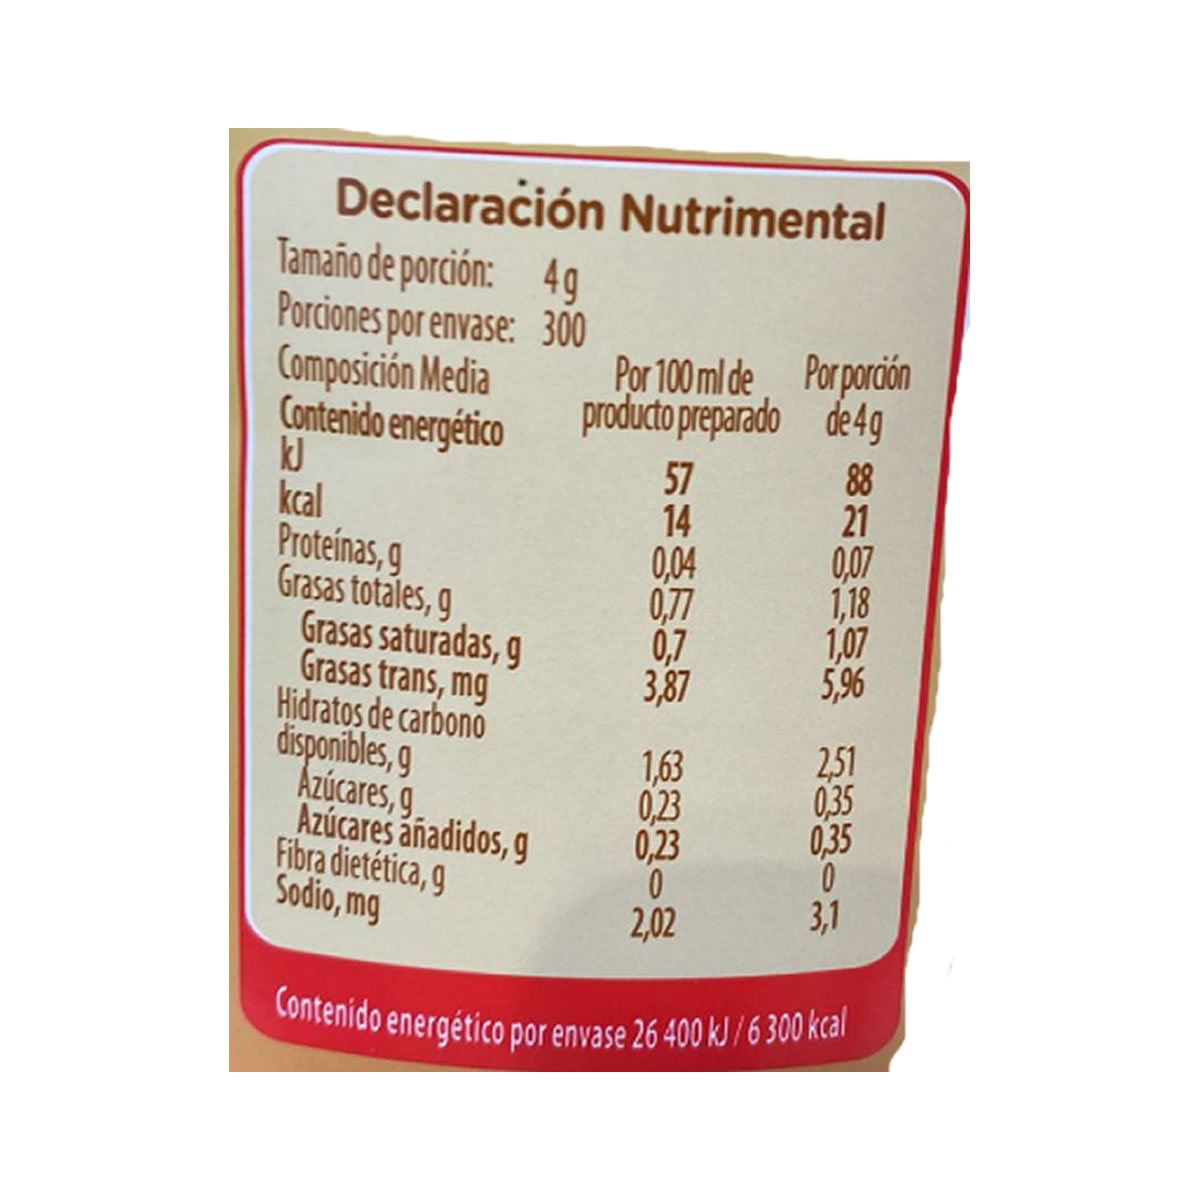 Declaración Nutrimental
Tamaño de porción: 4 g
Porciones por envase: 300
Composición Media Por 100 ml de producto preparado Por porción de 4 g
Contenido energético
kJ 57 88
kcal 14 21
Proteínas, g 0,04 0,07
Grasas totales, g 0,77 1,18
Grasas saturadas, g 0,7 1,07
Grasas trans, mg 3,87 5,96
Hidratos de carbono
disponibles, g 1,63 2,51
Azúcares, g 0,23 0,35
Azúcares añadidos, g 0,23 0,35
Fibra dietética, g 0 0
Sodio, mg 2,02 3,1
Contenido energético por envase 26 400 kJ / 6 300 kcal